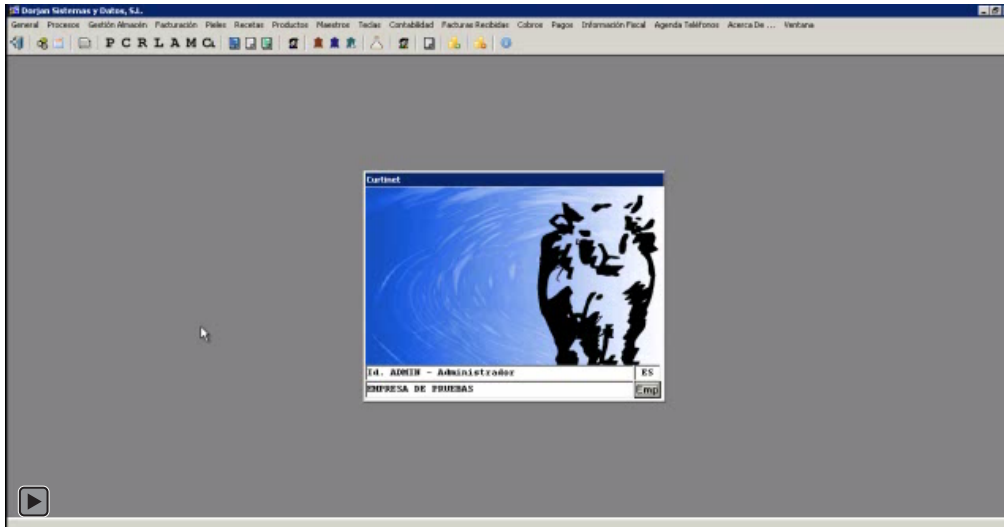 Dorjan Sistemas y Datos, S.L.
General Procesos Gestión Almacén Facturación Pieles Recetas Productos Maestros Teclas Contabilidad Facturas Recibidas Cobros Pagos Información Fiscal Agenda Teléfonos Acerca De ... Ventana
P C R L A M
Curtinet
Id. ADMIN - Administrador ES
EMPRESA DE PRUEBAS Emp